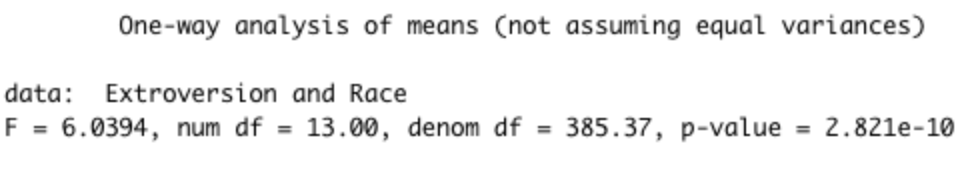 One-way analysis of means (not assuming equal variances)
data: Extroversion and Race
F = 6.0394, num df = 13.00, denom df = 385.37, p-value = 2.821e-10